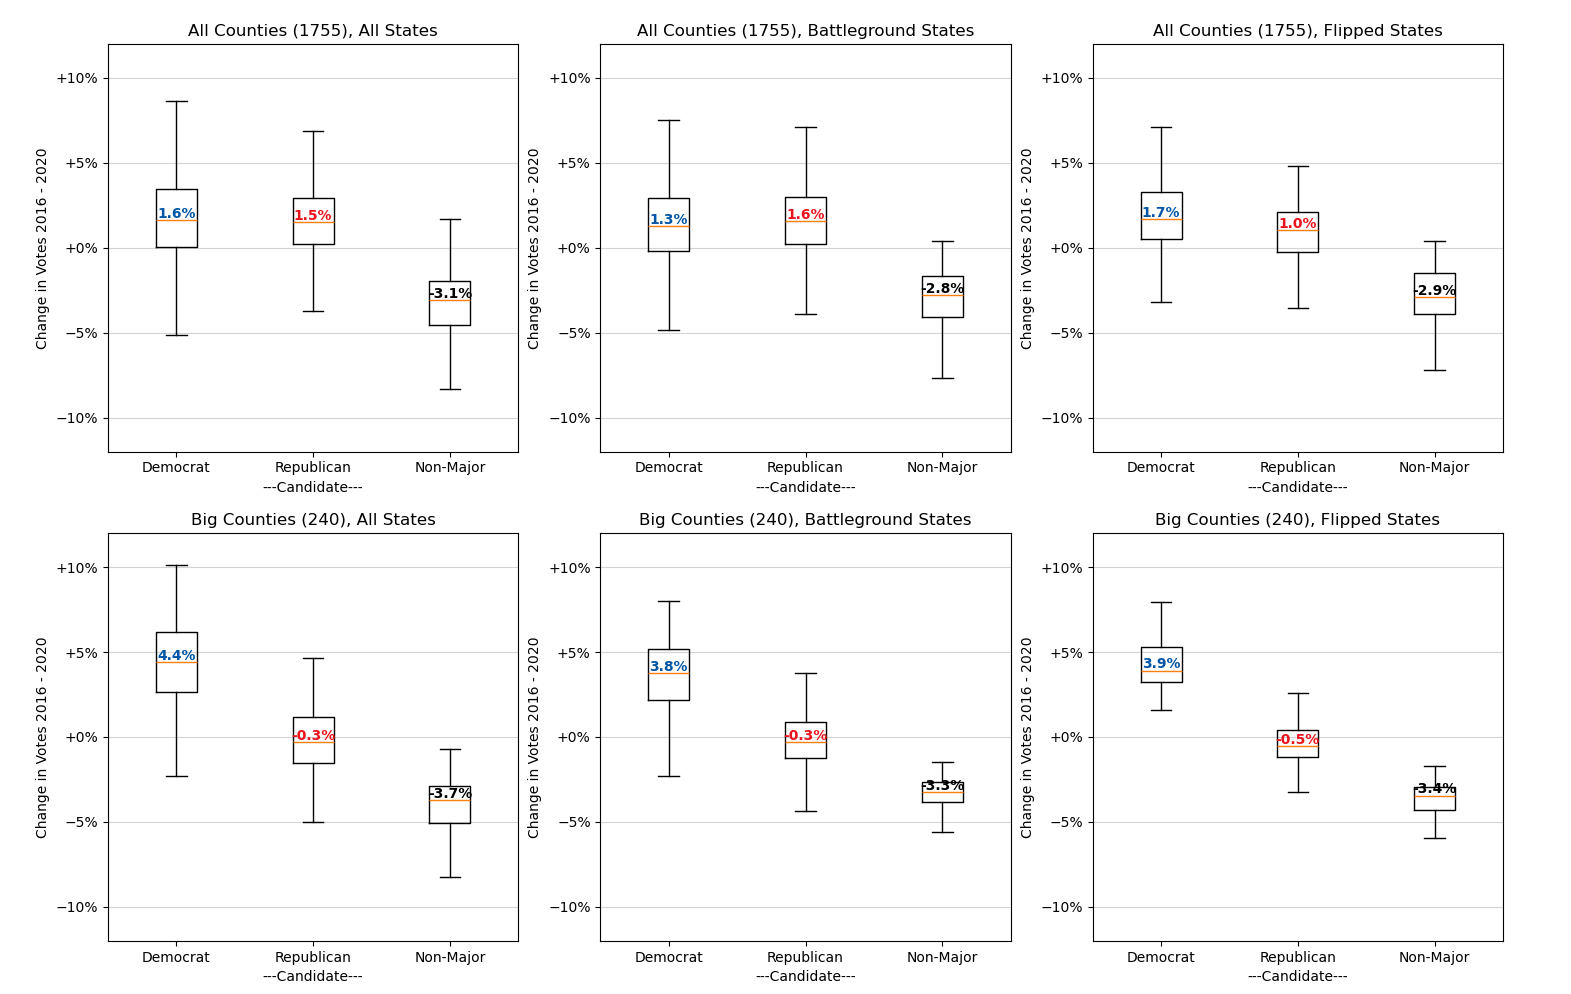 All Counties (1755), All States
All Counties (1755), Battleground States
All Counties (1755), Flipped States
Change in Votes 2016 - 2020
+10%
+5%
+0%
−5%
−10%
1.6%
1.5%
-3.1%
Democrat
Republican
Non-Major
---Candidate---
Change in Votes 2016 - 2020
+10%
+5%
+0%
−5%
−10%
1.3%
1.6%
-2.8%
Democrat
Republican
Non-Major
---Candidate---
Change in Votes 2016 - 2020
+10%
+5%
+0%
−5%
−10%
1.7%
1.0%
-2.9%
Democrat
Republican
Non-Major
---Candidate---
Big Counties (240), All States
Big Counties (240), Battleground States
Big Counties (240), Flipped States
Change in Votes 2016 - 2020
+10%
+5%
+0%
−5%
−10%
4.4%
-0.3%
-3.7%
Democrat
Republican
Non-Major
---Candidate---
Change in Votes 2016 - 2020
+10%
+5%
+0%
−5%
−10%
3.8%
-0.3%
-3.3%
Democrat
Republican
Non-Major
---Candidate---
Change in Votes 2016 - 2020
+10%
+5%
+0%
−5%
−10%
3.9%
-0.5%
-3.4%
Democrat
Republican
Non-Major
---Candidate---